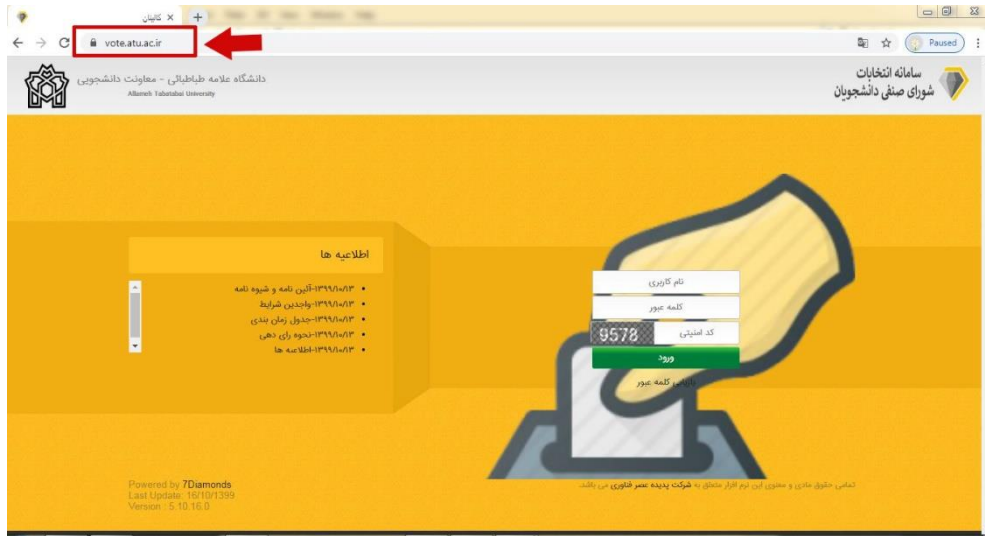 کالینان
vote.atu.ac.ir
Paused
سامانه انتخابات
شورای صنفی دانشجویان
دانشگاه علامه طباطبائی - معاونت دانشجویی
Allameh Tabatabai University
اطلاعیه ها
۱۳۹۹/۱۰/۱۳-آئین نامه و شیوه نامه
۱۳۹۹/۱۰/۱۳-واجدین شرایط
۱۳۹۹/۱۰/۱۳-جدول زمان بندی
۱۳۹۹/۱۰/۱۳-نحوه رای دهی
۱۳۹۹/۱۰/۱۳-اطلاعیه ها
نام کاربری
کلمه عبور
کد امنیتی 9578
ورود
بازیابی کلمه عبور
تمامی حقوق مادی و معنوی این نرم افزار متعلق به شرکت پدیده عصر فناوری می باشد.
Powered by 7Diamonds
Last Update: 16/10/1399
Version : 5.10.16.0